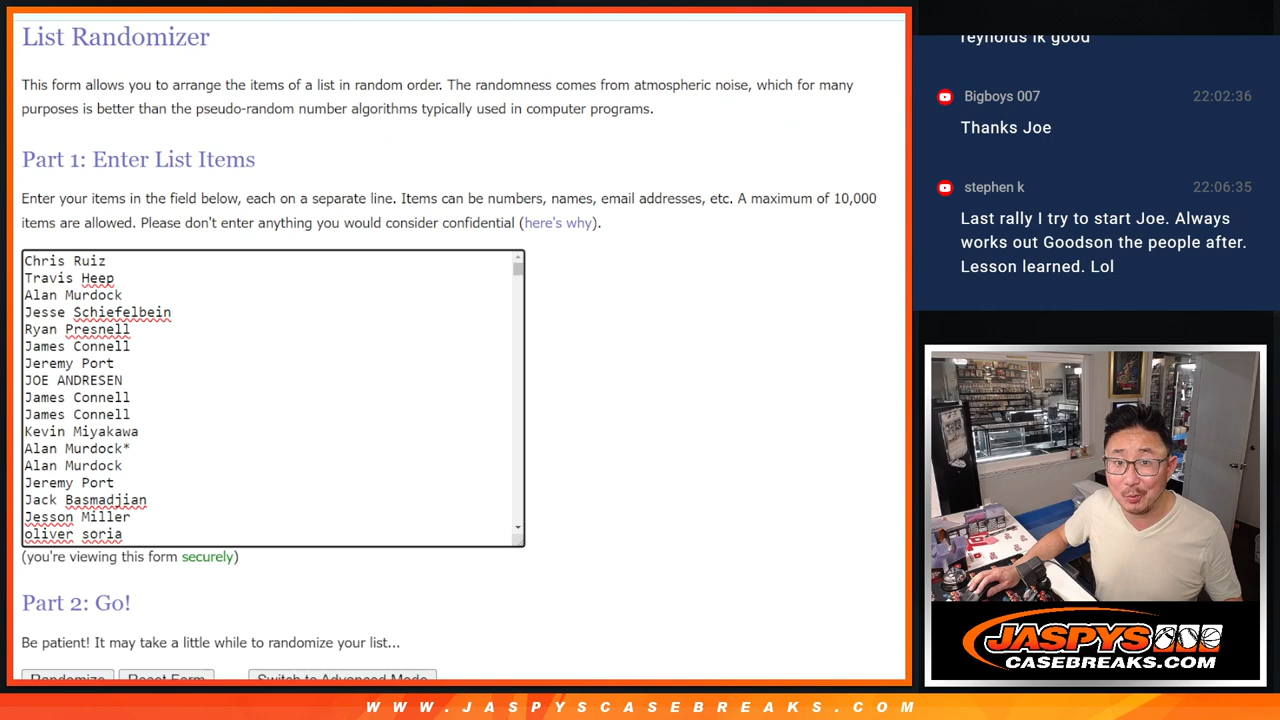 List Randomizer
This form allows you to arrange the items of a list in random order. The randomness comes from atmospheric noise, which for many
purposes is better than the pseudo-random number algorithms typically used in computer programs.
Part 1: Enter List Items
Enter your items in the field below, each on a separate line. Items can be numbers, names, email addresses, etc. A maximum of 10,000
items are allowed. Please don't enter anything you would consider confidential (here's why).
Chris Ruiz
Travis Heep
Alan Murdock
Jesse Schiefelbein
Ryan Presnell
James Connell
Jeremy Port
JOE ANDRESEN
James Connell
James Connell
Kevin Miyakawa
Alan Murdock*
Alan Murdock
Jeremy Port
Jack Basmadjian
Jesson Miller
oliver soria
(you're viewing this form securely)
Part 2: Go!
Be patient! It may take a little while to randomize your list...
Randomize Reset Form Switch to Advanced Mode
reynolds ik good
Bigboys 007 22:02:36
Thanks Joe
stephen k 22:06:35
Last rally I try to start Joe. Always
works out Goodson the people after.
Lesson learned. Lol
JASPYS
CASEBREAKS.COM
WWW.JASPYSCASEBREAKS.COM